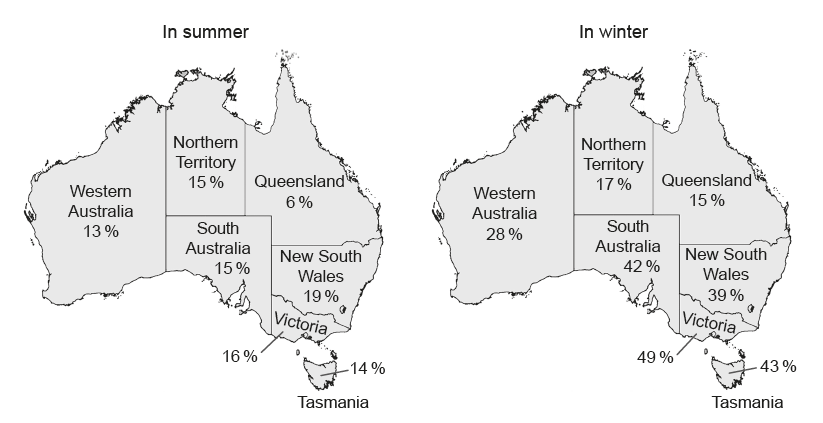 In summer
Northern
Territory
15 %
Queensland
6 %
Western
Australia
13 %
South
Australia
15 %
New South
Wales
19 %
Victoria
16 %
14 %
Tasmania
In winter
Northern
Territory
17 %
Queensland
15 %
Western
Australia
28 %
South
Australia
42 %
New South
Wales
39 %
Victoria
49 %
43 %
Tasmania